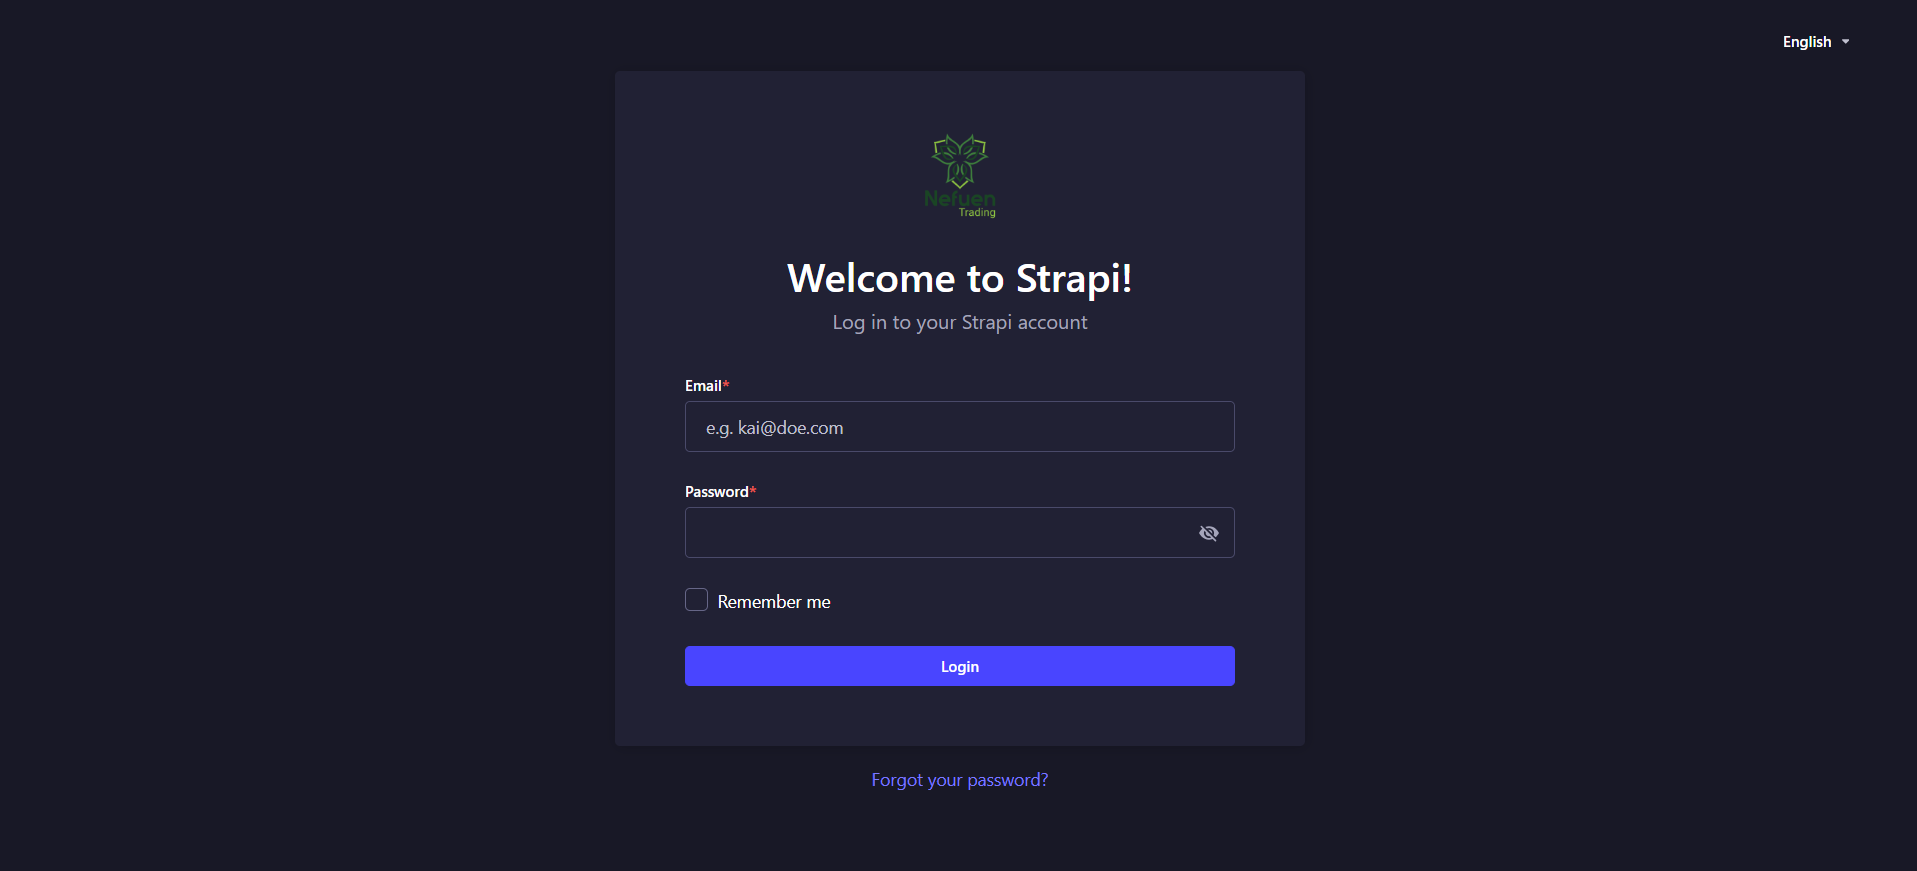 English
Nefuen
Trading
Welcome to Strapi!
Log in to your Strapi account
Email*
e.g. kai@doe.com
Password*
Remember me
Login
Forgot your password?